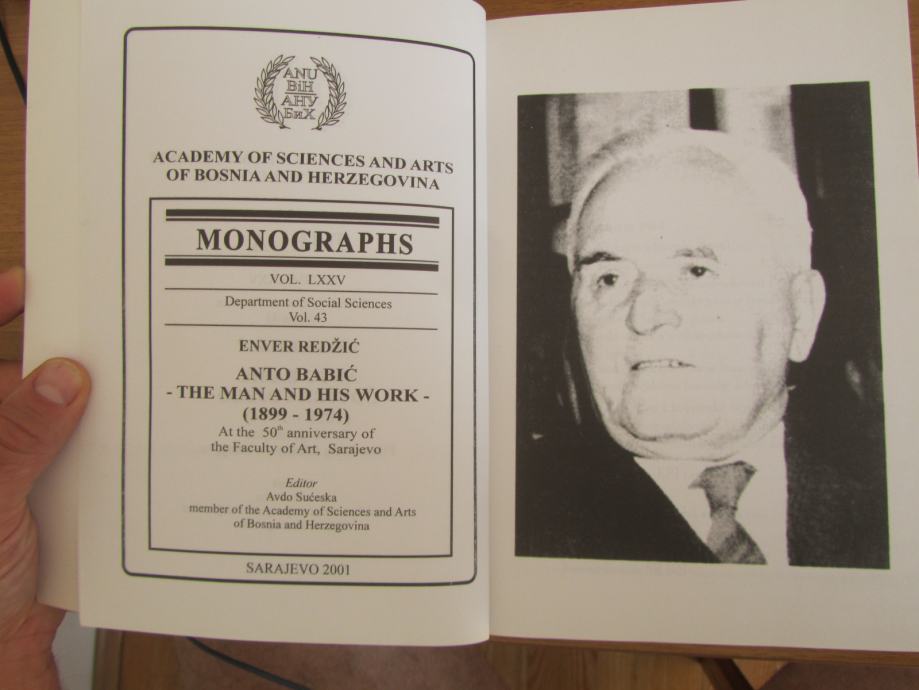 ANU
BiH
АНУ
БиХ
ACADEMY OF SCIENCES AND ARTS
OF BOSNIA AND HERZEGOVINA
MONOGRAPHS
VOL. LXXV
Department of Social Sciences
Vol. 43
ENVER REDŽIĆ
ANTO BABIĆ
- THE MAN AND HIS WORK -
(1899 - 1974)
At the 50th anniversary of
the Faculty of Art, Sarajevo
Editor
Avdo Sućeska
member of the Academy of Sciences and Arts
of Bosnia and Herzegovina
SARAJEVO 2001